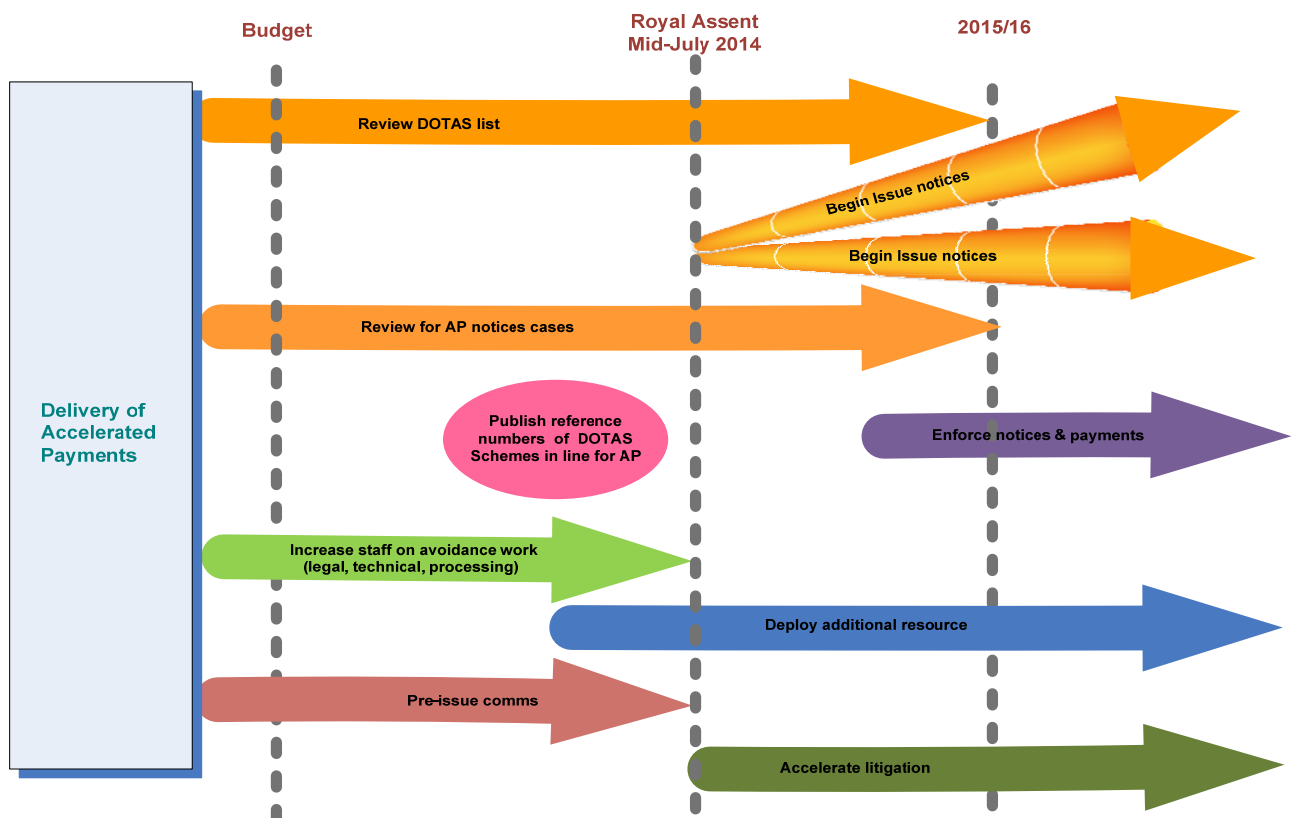 Budget
Royal Assent
Mid-July 2014
2015/16
Review DOTAS list
Begin Issue notices
Begin Issue notices
Review for AP notices cases
Delivery of
Accelerated
Payments
Publish reference
numbers of DOTAS
Schemes in line for AP
Enforce notices & payments
Increase staff on avoidance work
(legal, technical, processing)
Deploy additional resource
Pre-issue comms
Accelerate litigation